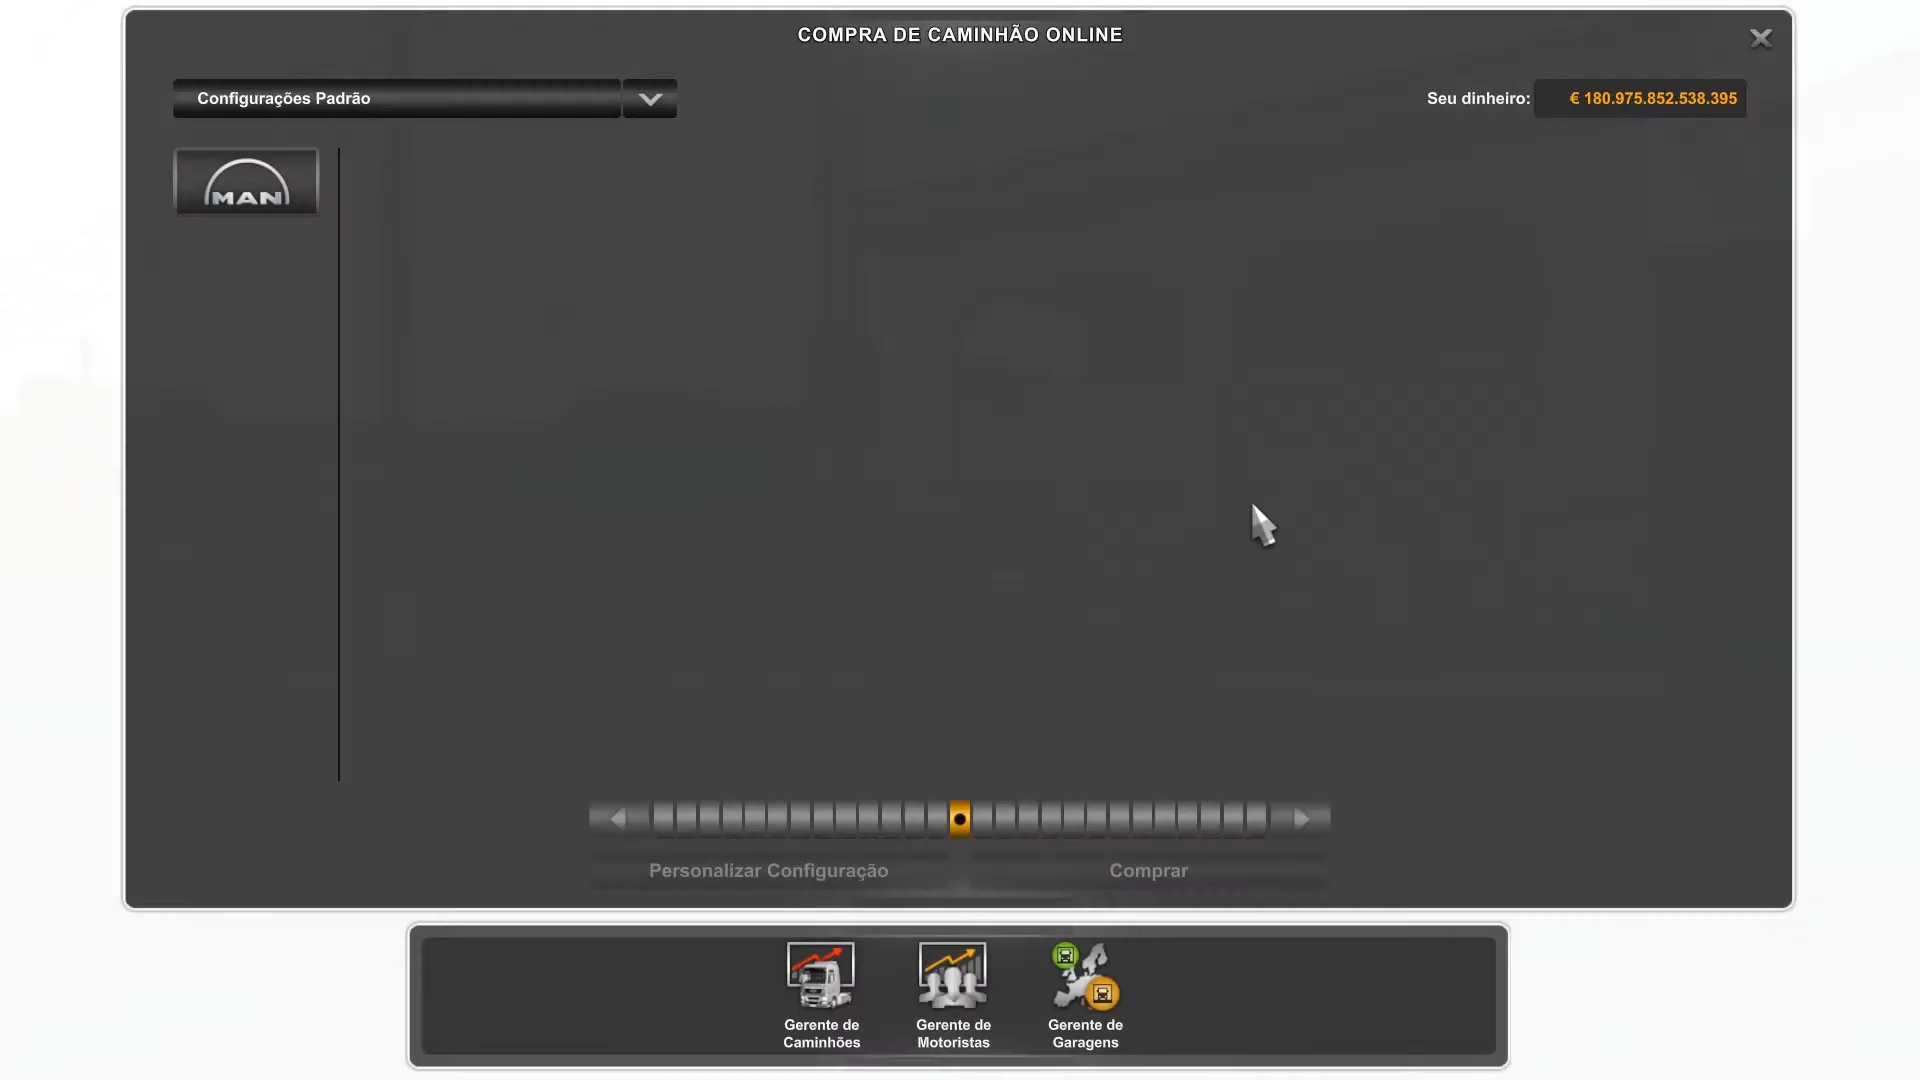 COMPRA DE CAMINHÃO ONLINE
Configurações Padrão
Seu dinheiro:
€ 180.975.852.538.395
MAN
Personalizar Configuração
Comprar
Gerente de
Caminhões
Gerente de
Motoristas
Gerente de
Garagens